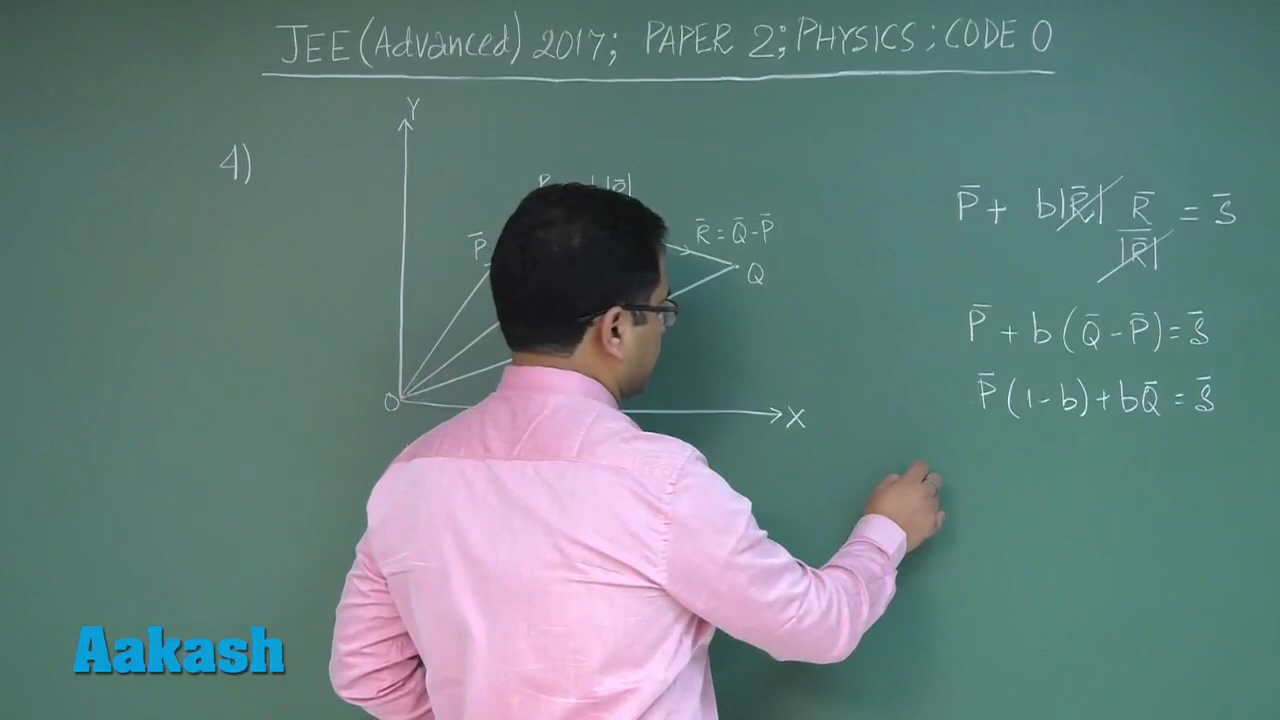 JEE (Advanced) 2017; PAPER 2; PHYSICS; CODE 0
4)
Y
P̄
R̄ = Q̄ - P̄
Q
O
X
P̄ + b|R̄| R̄/|R̄| = S̄
P̄ + b(Q̄ - P̄) = S̄
P̄(1 - b) + bQ̄ = S̄
Aakash